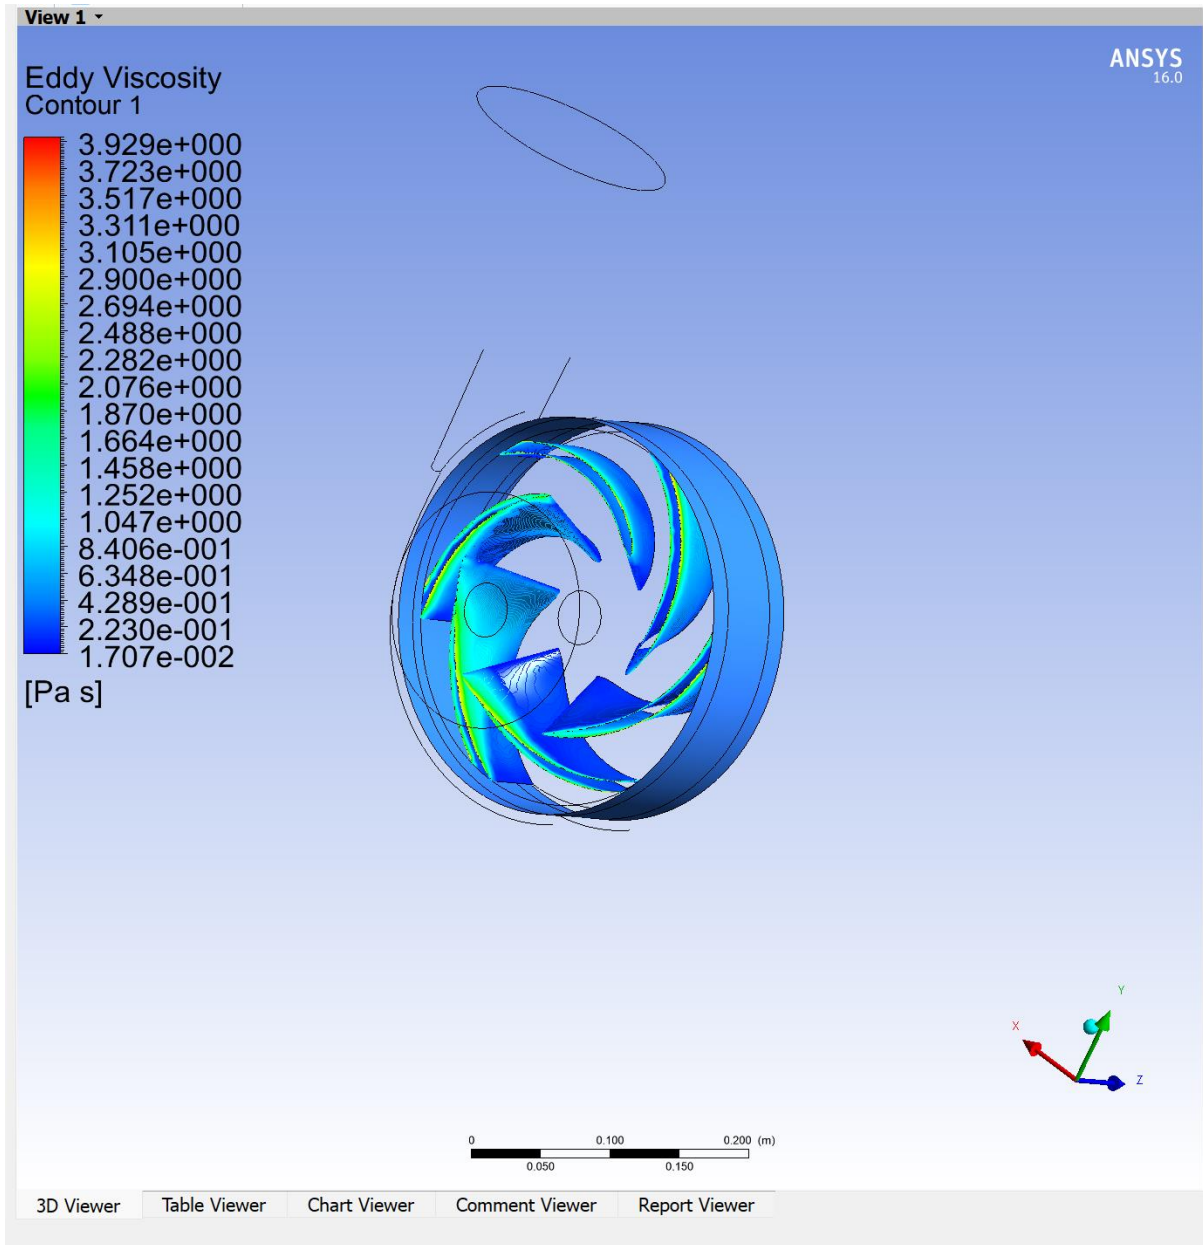 View 1
ANSYS
16.0
Eddy Viscosity
Contour 1
3.929e+000
3.723e+000
3.517e+000
3.311e+000
3.105e+000
2.900e+000
2.694e+000
2.488e+000
2.282e+000
2.076e+000
1.870e+000
1.664e+000
1.458e+000
1.252e+000
1.047e+000
8.406e-001
6.348e-001
4.289e-001
2.230e-001
1.707e-002
[Pa s]
Y
X
Z
0 0.100 0.200 (m)
0.050 0.150
3D Viewer Table Viewer Chart Viewer Comment Viewer Report Viewer